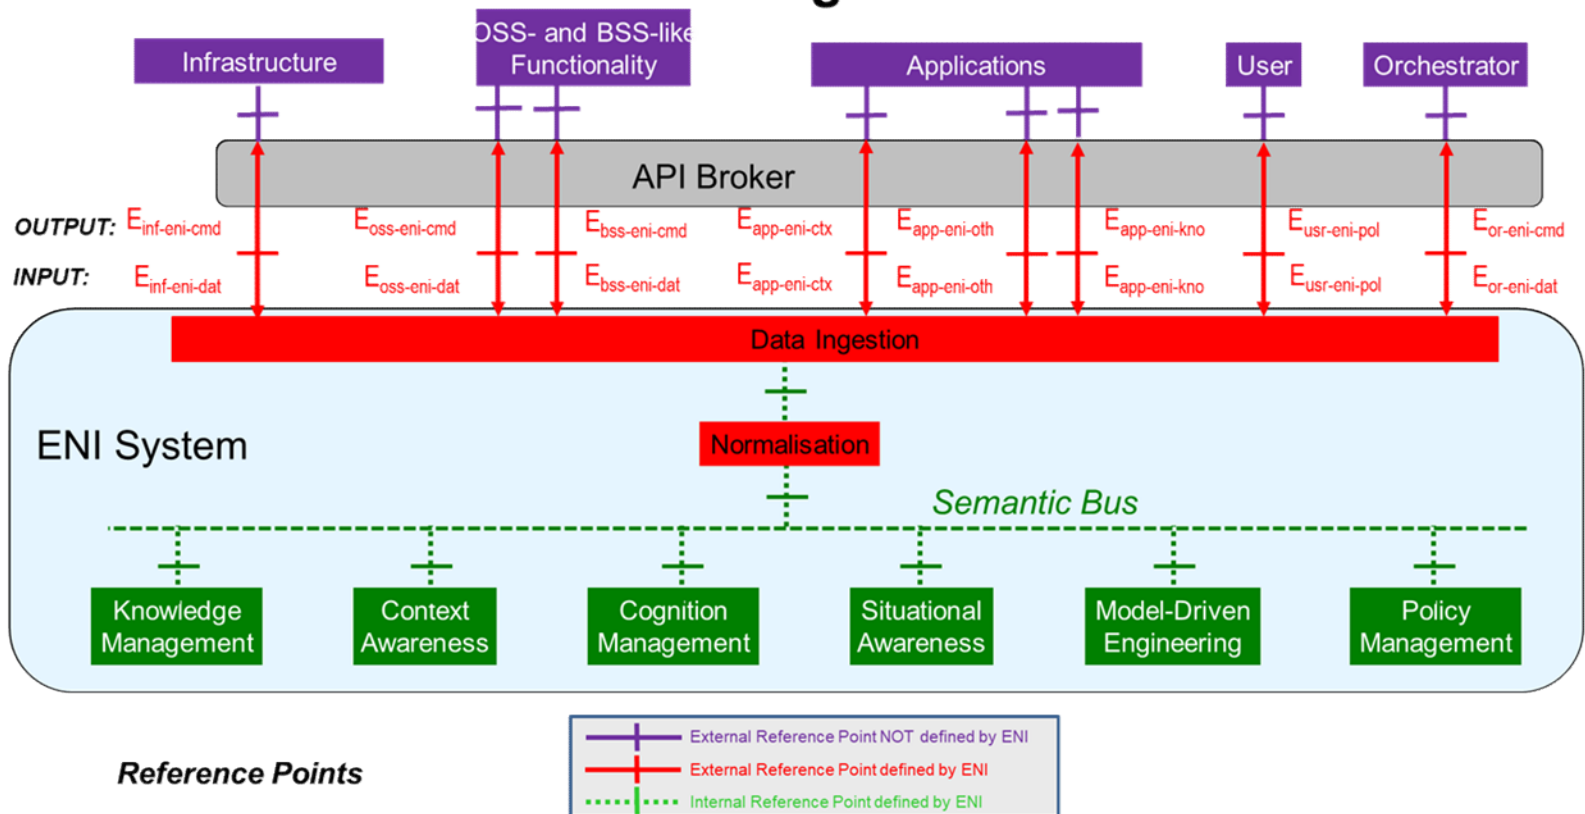 g
Infrastructure
OSS- and BSS-like
Functionality
Applications
User
Orchestrator
API Broker
OUTPUT:
Einf-eni-cmd
Eoss-eni-cmd
Ebss-eni-cmd
Eapp-eni-ctx
Eapp-eni-oth
Eapp-eni-kno
Eusr-eni-pol
Eor-eni-cmd
INPUT:
Einf-eni-dat
Eoss-eni-dat
Ebss-eni-dat
Eapp-eni-ctx
Eapp-eni-oth
Eapp-eni-kno
Eusr-eni-pol
Eor-eni-dat
Data Ingestion
ENI System
Normalisation
Semantic Bus
Knowledge
Management
Context
Awareness
Cognition
Management
Situational
Awareness
Model-Driven
Engineering
Policy
Management
Reference Points
External Reference Point NOT defined by ENI
External Reference Point defined by ENI
Internal Reference Point defined by ENI